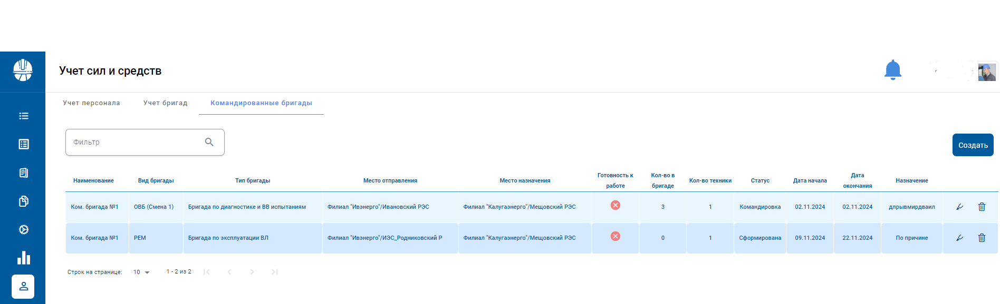 Учет сил и средств
Учет персонала Учет бригад Командированные бригады
Фильтр
Создать
Наименование Вид бригады Тип бригады Место отправления Место назначения Готовность к работе Кол-во в бригаде Кол-во техники Статус Дата начала Дата окончания Назначение
Ком. бригада №1 ОВБ (Смена 1) Бригада по диагностике и ВВ испытаниям Филиал "Ивэнерго"/Ивановский РЭС Филиал "Калугаэнерго"/Мещовский РЭС 3 1 Командировка 02.11.2024 02.11.2024 длрывмирдваил
Ком. бригада №1 РЕМ Бригада по эксплуатации ВЛ Филиал "Ивэнерго"/ИЭС_Родниковский Р Филиал "Калугаэнерго"/Мещовский РЭС 0 1 Сформирована 09.11.2024 22.11.2024 По причине
Строк на странице: 10 1 - 2 из 2